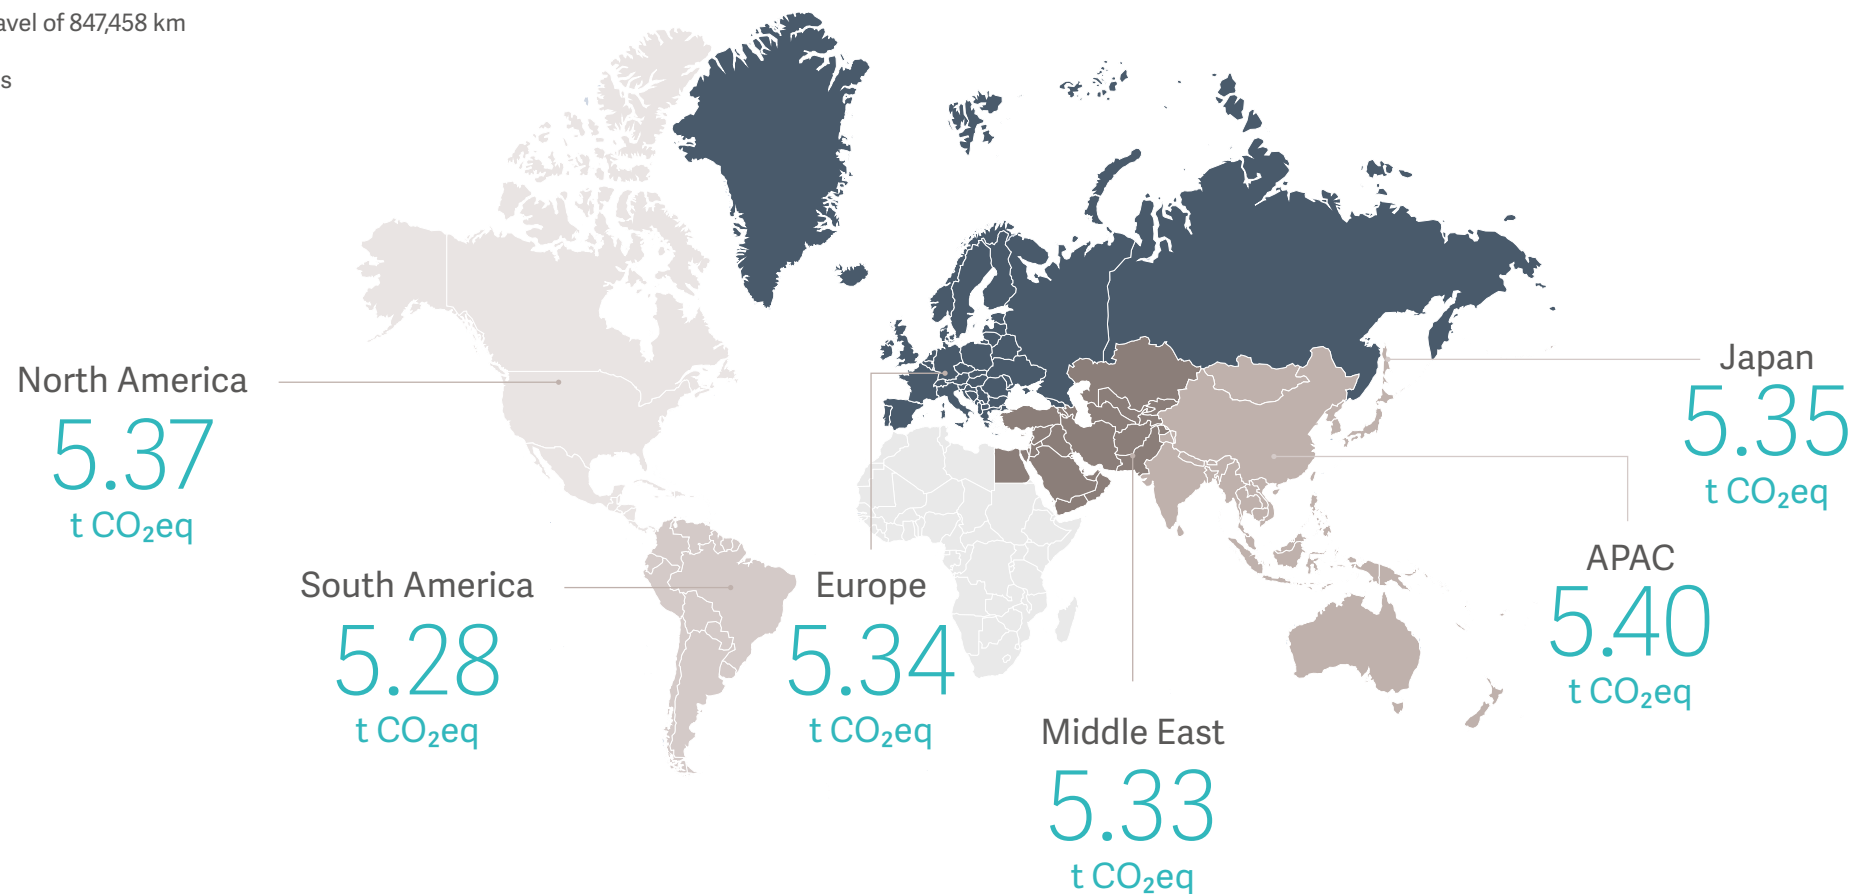 avel of 847,458 km
s
North America
5.37
t CO₂eq
South America
5.28
t CO₂eq
Europe
5.34
t CO₂eq
Middle East
5.33
t CO₂eq
Japan
5.35
t CO₂eq
APAC
5.40
t CO₂eq